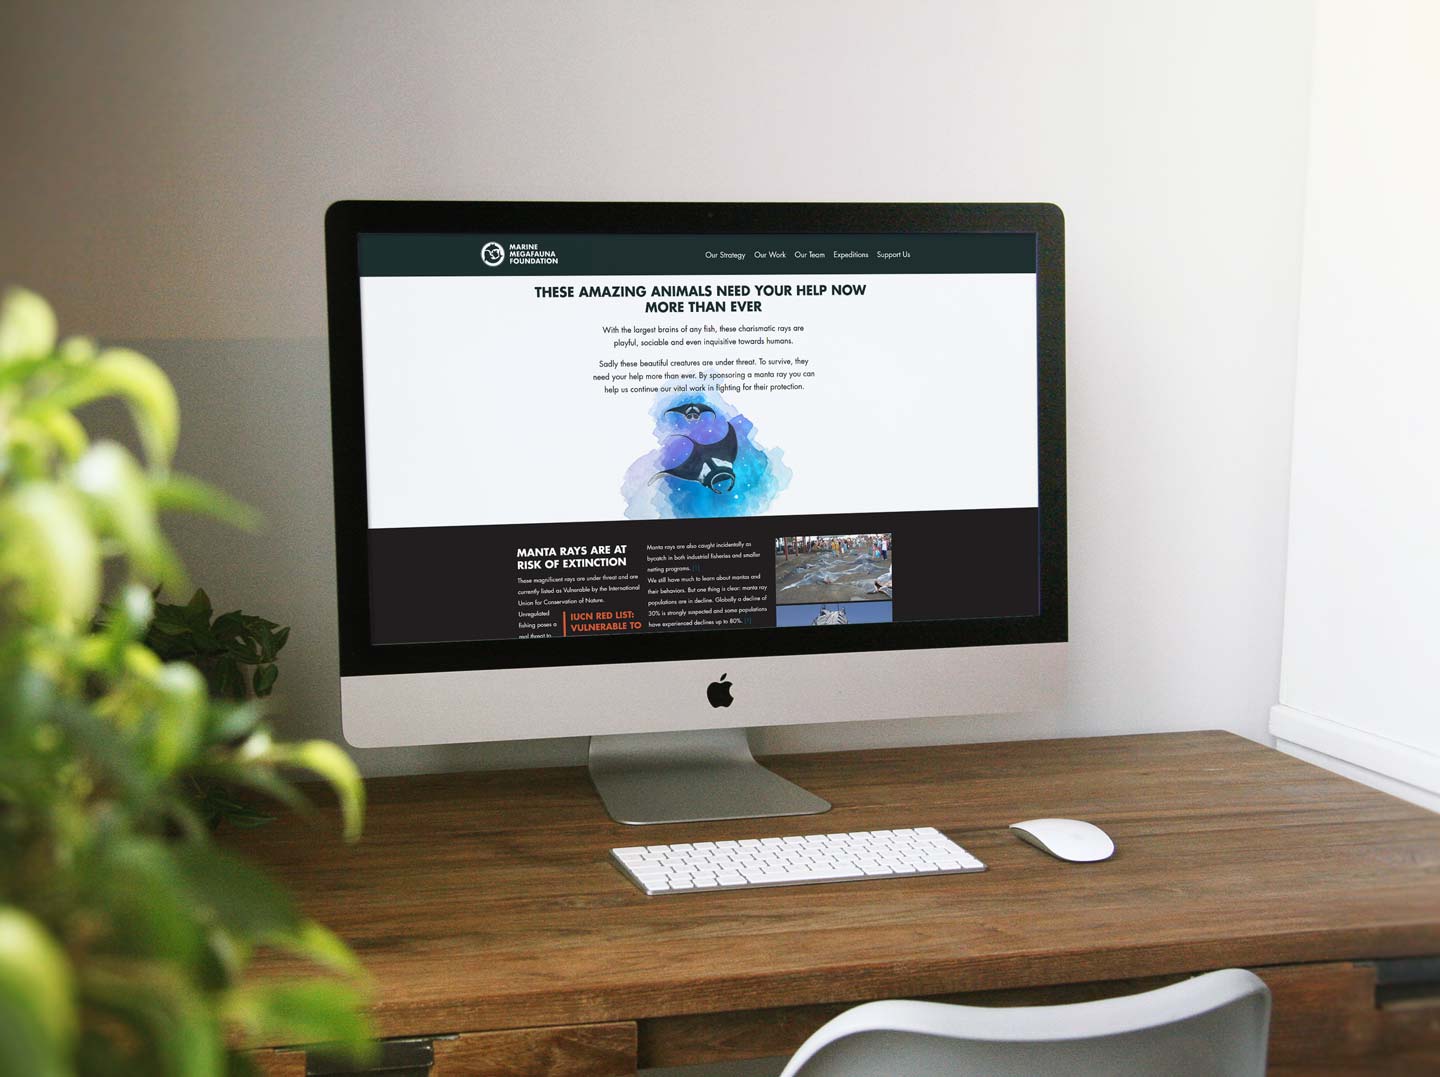 MARINE
MEGAFAUNA
FOUNDATION
Our Strategy Our Work Our Team Expeditions Support Us
THESE AMAZING ANIMALS NEED YOUR HELP NOW
MORE THAN EVER
With the largest brains of any fish, these charismatic rays are
playful, sociable and even inquisitive towards humans.
Sadly these beautiful creatures are under threat. To survive, they
need your help more than ever. By sponsoring a manta ray you can
help us continue our vital work in fighting for their protection.
MANTA RAYS ARE AT
RISK OF EXTINCTION
These magnificent rays are under threat and are
currently listed as Vulnerable by the International
Union for Conservation of Nature.
Unregulated
fishing poses a
real threat to
IUCN RED LIST:
VULNERABLE TO
Manta rays are also caught incidentally as
bycatch in both industrial fisheries and smaller
netting programs. [1]
We still have much to learn about mantas and
their behaviors. But one thing is clear: manta ray
populations are in decline. Globally a decline of
30% is strongly suspected and some populations
have experienced declines up to 80%. [1]